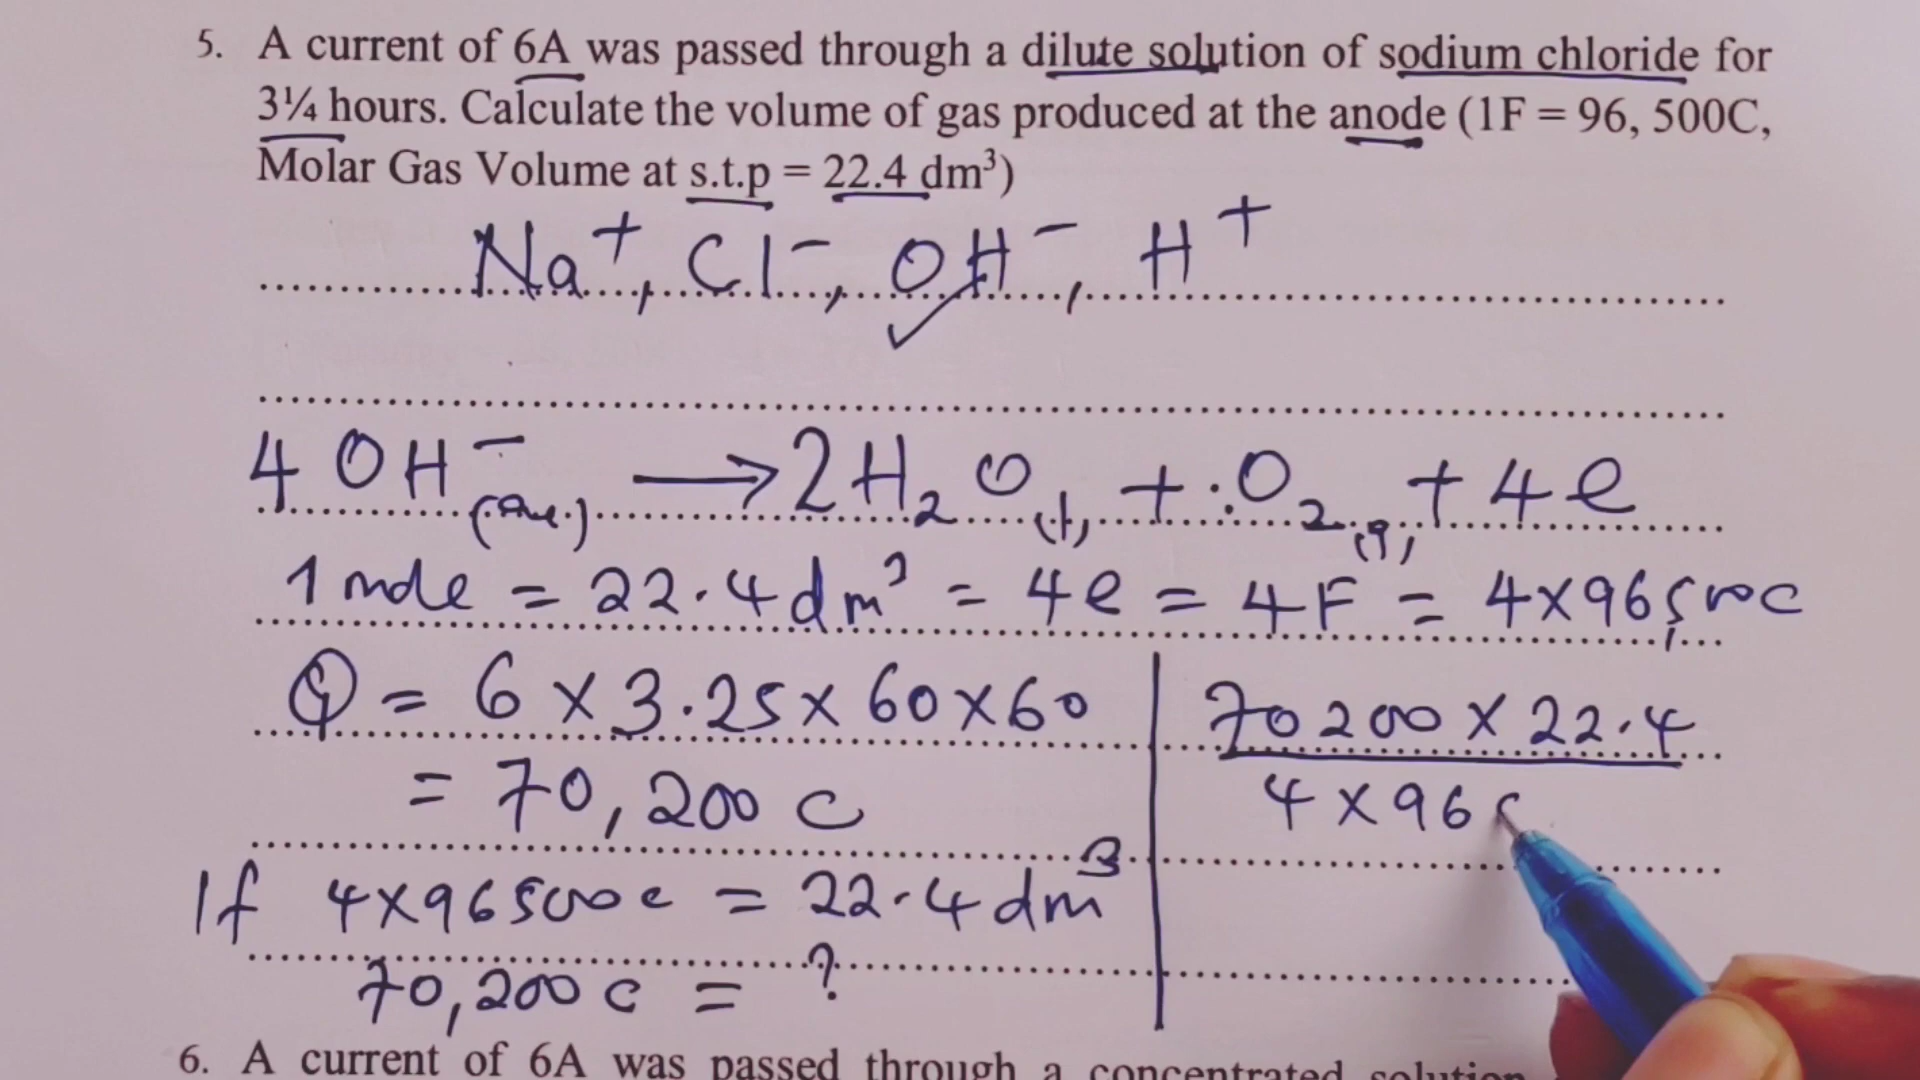 5. A current of 6A was passed through a dilute solution of sodium chloride for
3¼ hours. Calculate the volume of gas produced at the anode (1F = 96, 500C,
Molar Gas Volume at s.t.p = 22.4 dm³)
Na⁺, Cl⁻, OH⁻, H⁺
4 OH⁻(aq) → 2H₂O(l) + O₂(g) + 4e
1 mole = 22.4 dm³ = 4e = 4F = 4×96500C
Q = 6 × 3.25 × 60 × 60
= 70,200 C
If 4×96500C = 22.4 dm³
70,200 C = ?
70200 × 22.4
4 × 965
6. A current of 6A was passed through a concentrated solution